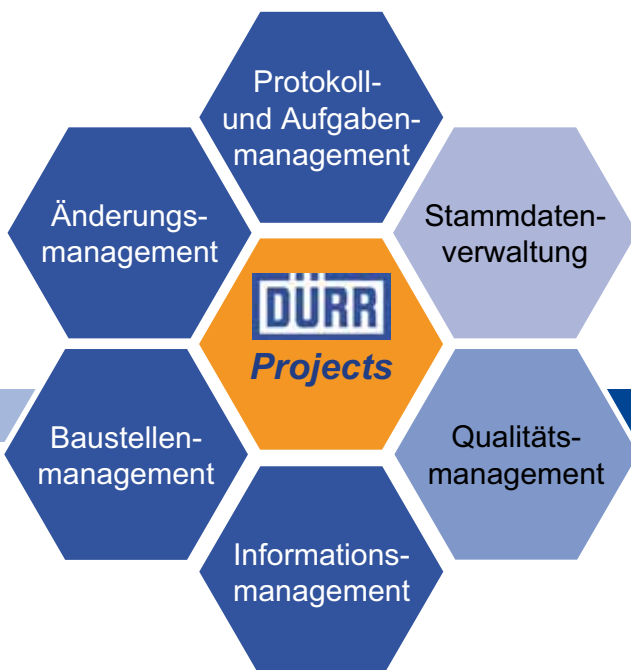 Protokoll-
und Aufgaben-
management
Änderungs-
management
Stammdaten-
verwaltung
DÜRR
Projects
Baustellen-
management
Qualitäts-
management
Informations-
management